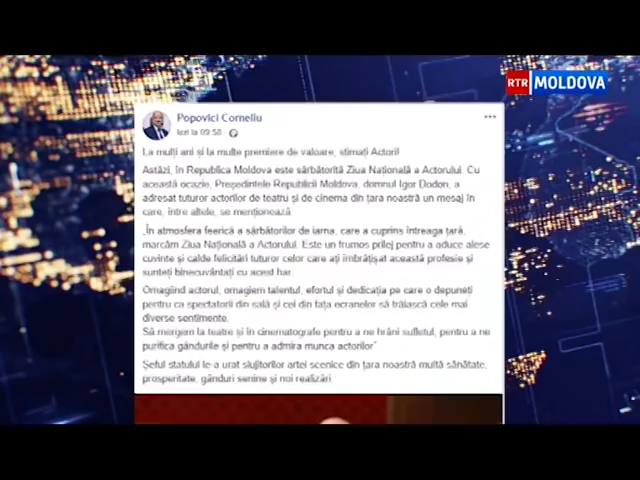 RTR MOLDOVA
Popovici Corneliu
Ieri la 09:58
La mulți ani și la multe premiere de valoare, stimați Actori!
Astăzi, în Republica Moldova este sărbătorită Ziua Națională a Actorului. Cu
această ocazie, Președintele Republicii Moldova, domnul Igor Dodon, a
adresat tuturor actorilor de teatru și de cinema din țara noastră un mesaj în
care, între altele, se menționează
„În atmosfera feerică a sărbătorilor de iarna, care a cuprins întreaga țară,
marcăm Ziua Națională a Actorului. Este un frumos prilej pentru a aduce alese
cuvinte și calde felicitări tuturor celor care ați îmbrățișat această profesie și
sunteți binecuvântați cu acest har.
Omagiind actorul, omagiem talentul, efortul și dedicația pe care o depuneți
pentru ca spectatorii din sală și cei din fața ecranelor să trăiască cele mai
diverse sentimente.
Să mergem la teatre și în cinematografe pentru a ne hrăni sufletul, pentru a ne
purifica gândurile și pentru a admira munca actorilor”
Șeful statului le-a urat slujitorilor artei scenice din țara noastră multă sănătate,
prosperitate, gânduri senine și noi realizări